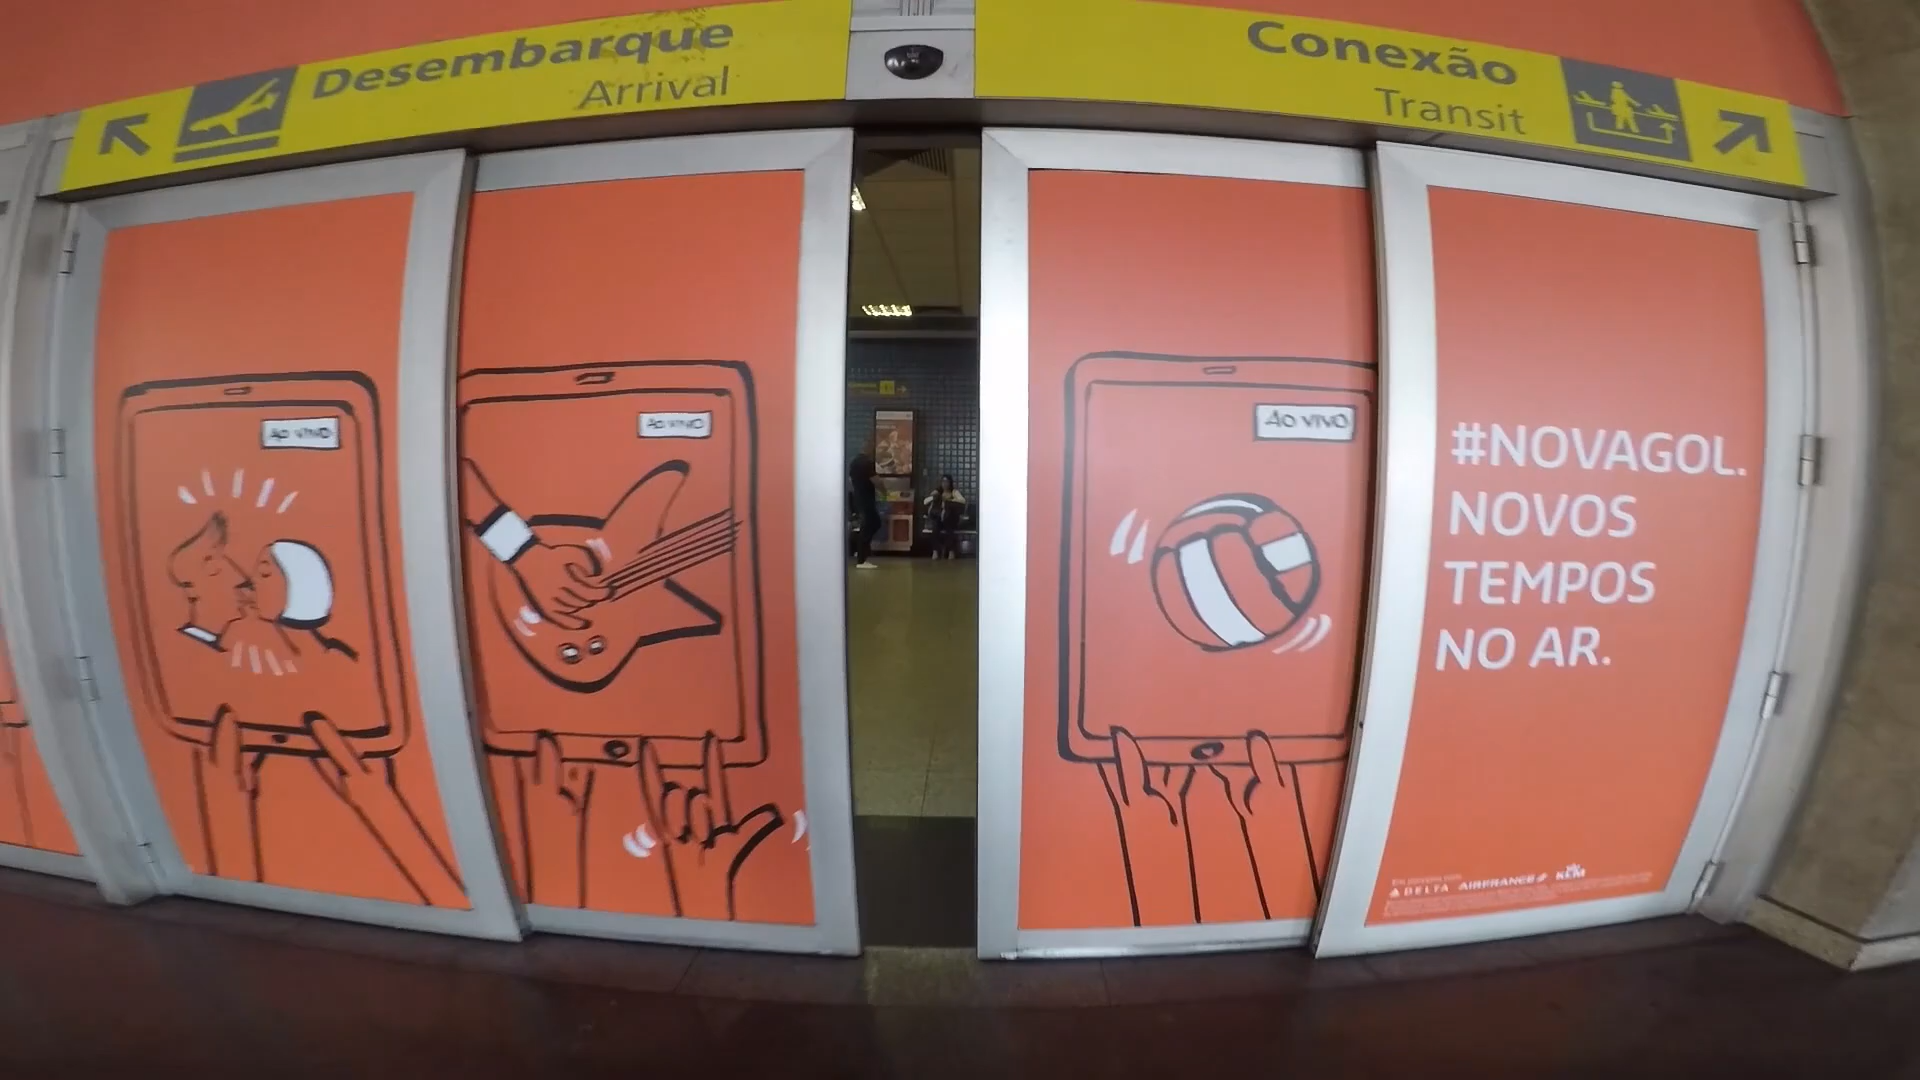 Desembarque
Arrival
Conexão
Transit
AO VIVO
AO VIVO
AO VIVO
#NOVAGOL.
NOVOS
TEMPOS
NO AR.
DELTA AIRFRANCE KLM